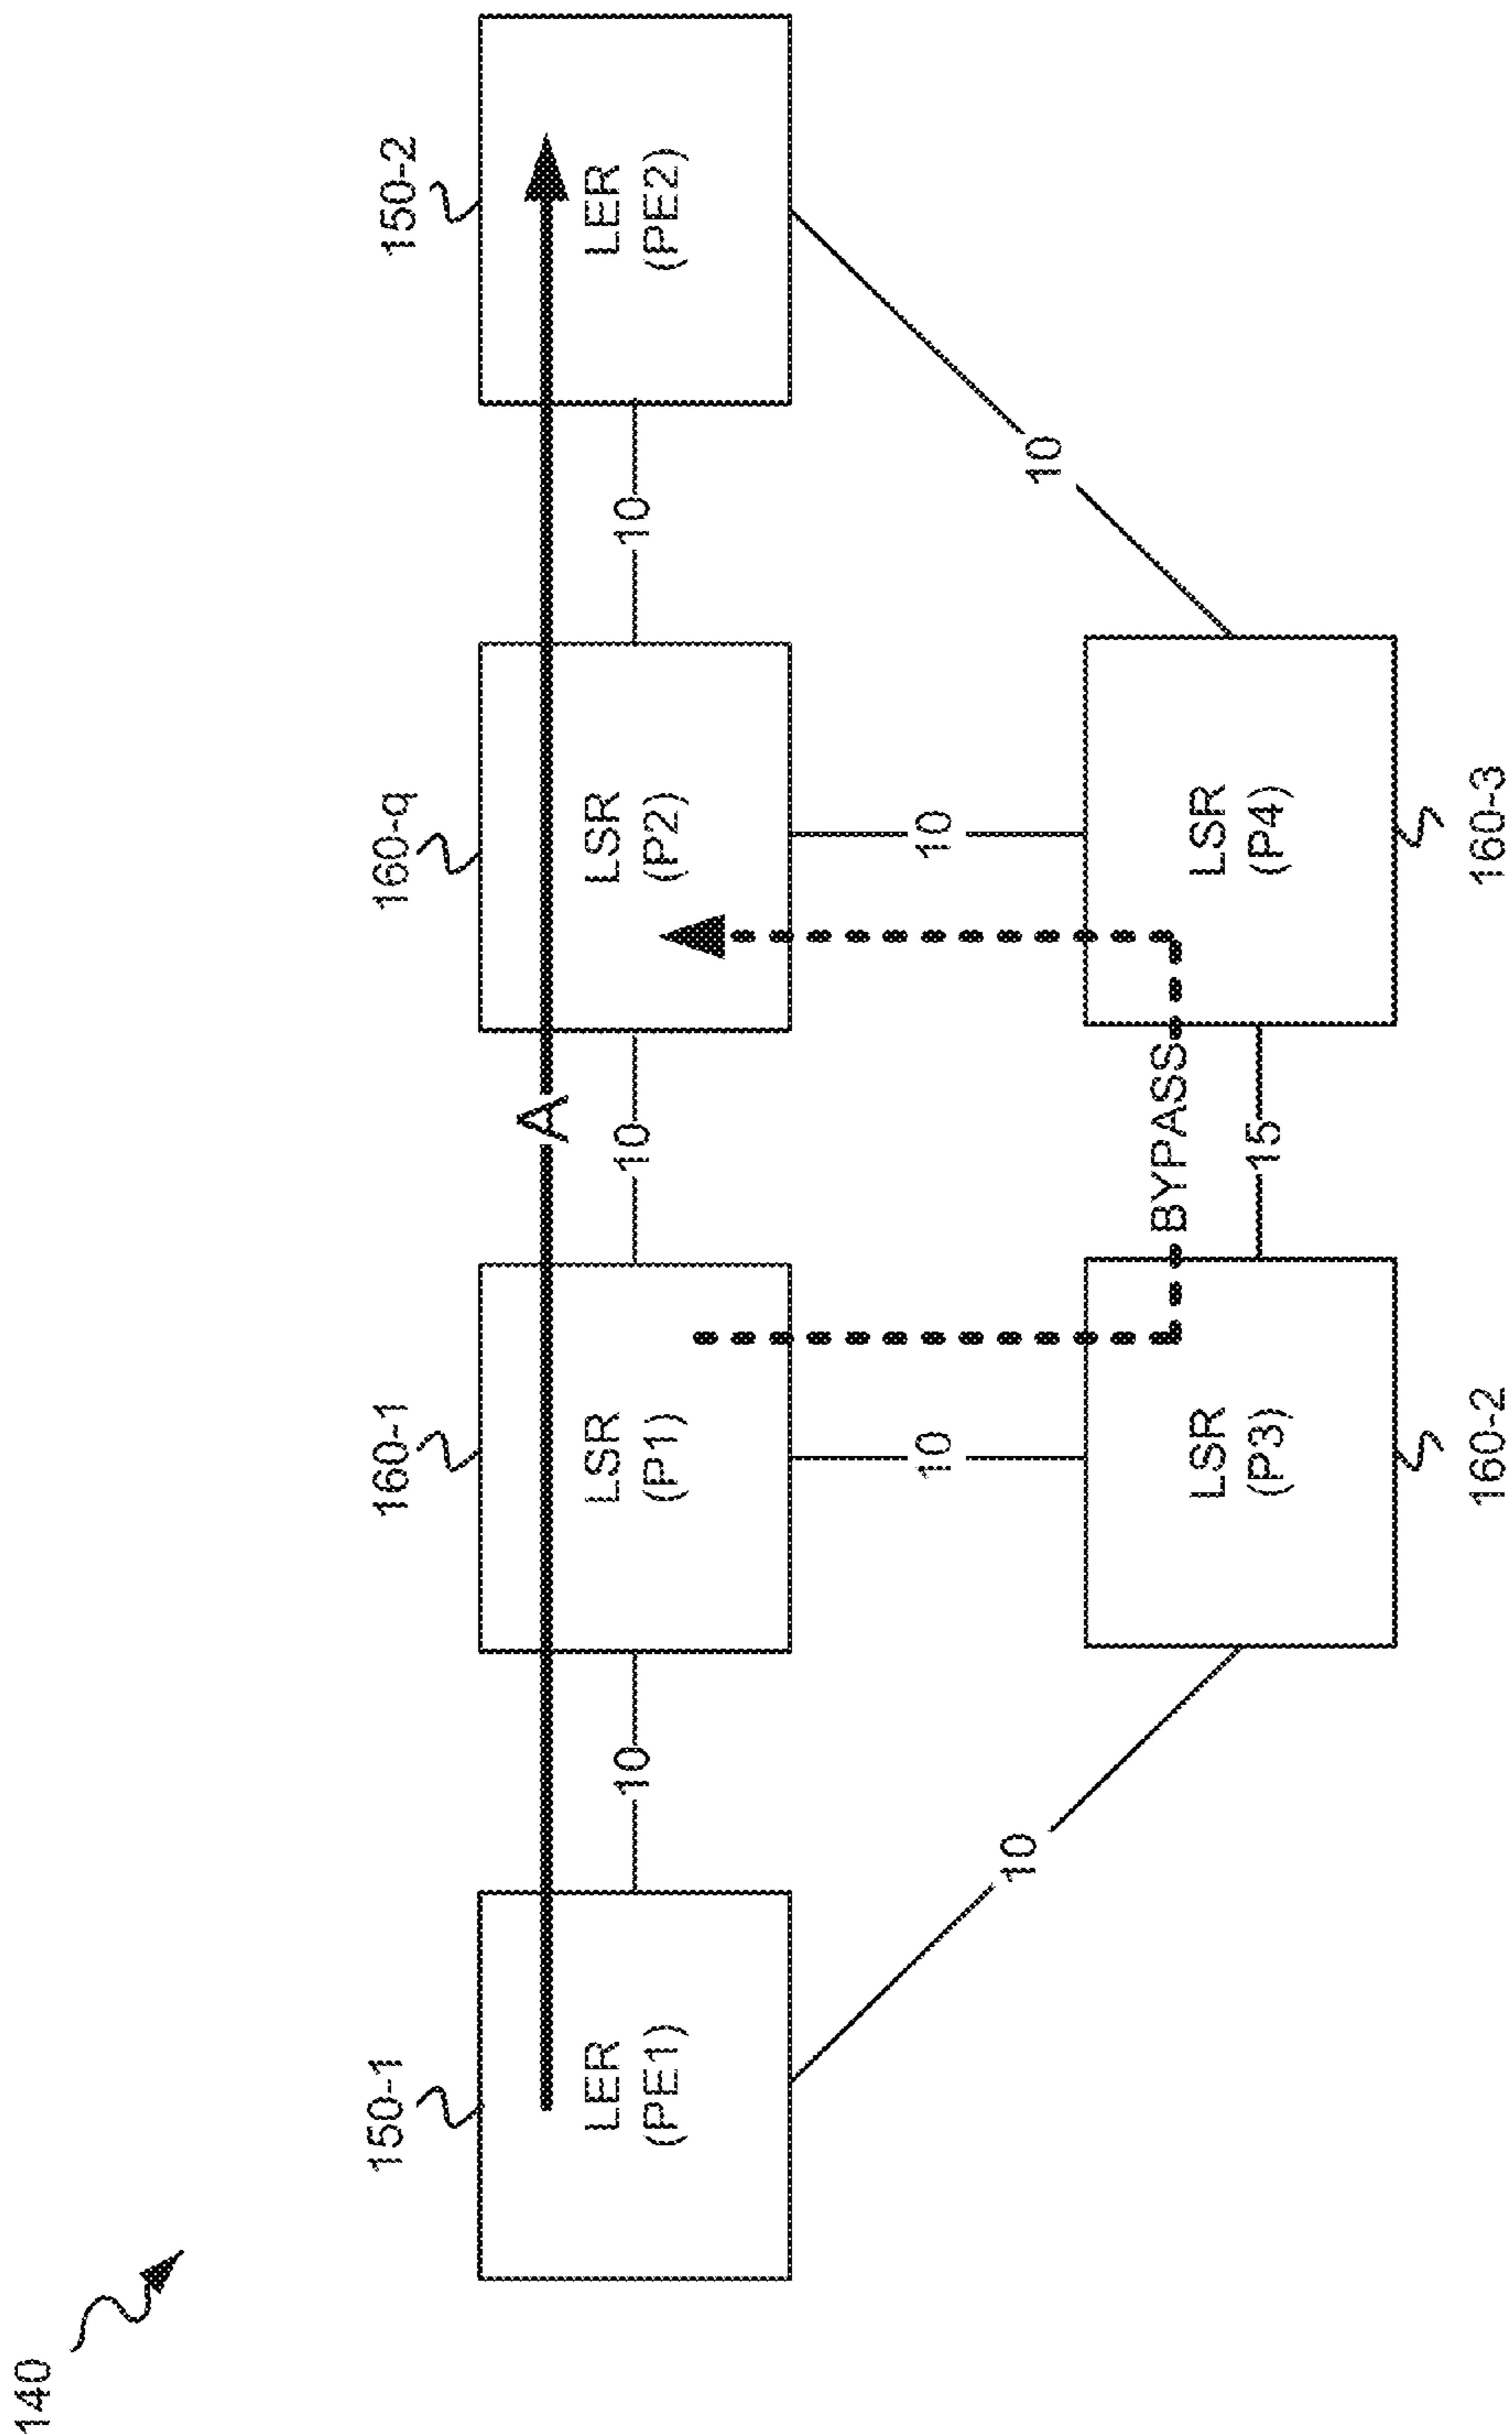 140
150-1
160-1
160-q
150-2
A
LER
(PE1)
10
LSR
(P1)
10
LSR
(P2)
10
LER
(PE2)
10
10
10
10
BYPASS
LSR
(P3)
15
LSR
(P4)
160-2
160-3